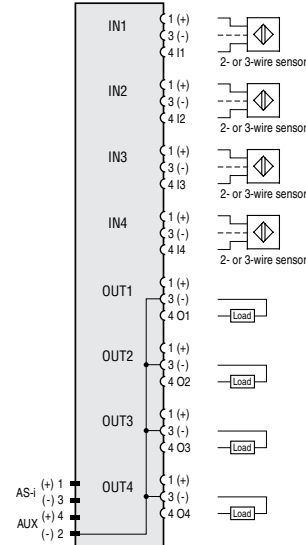 IN1
1 (+)
3 (-)
4 I1
2- or 3-wire sensor
IN2
1 (+)
3 (-)
4 I2
2- or 3-wire sensor
IN3
1 (+)
3 (-)
4 I3
2- or 3-wire sensor
IN4
1 (+)
3 (-)
4 I4
2- or 3-wire sensor
OUT1
1 (+)
3 (-)
4 O1
Load
OUT2
1 (+)
3 (-)
4 O2
Load
OUT3
1 (+)
3 (-)
4 O3
Load
OUT4
1 (+)
3 (-)
4 O4
Load
AS-i
(+) 1
(-) 3
AUX
(+) 4
(-) 2